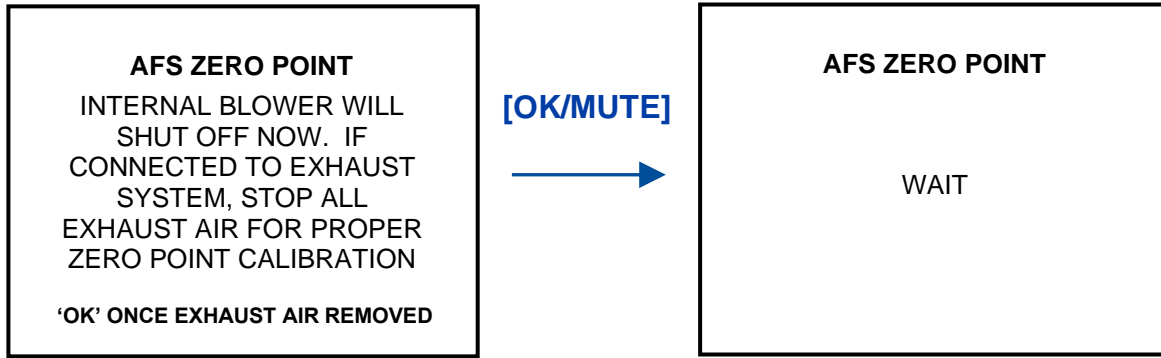 AFS ZERO POINT
INTERNAL BLOWER WILL
SHUT OFF NOW. IF
CONNECTED TO EXHAUST
SYSTEM, STOP ALL
EXHAUST AIR FOR PROPER
ZERO POINT CALIBRATION
‘OK’ ONCE EXHAUST AIR REMOVED
[OK/MUTE]
AFS ZERO POINT
WAIT